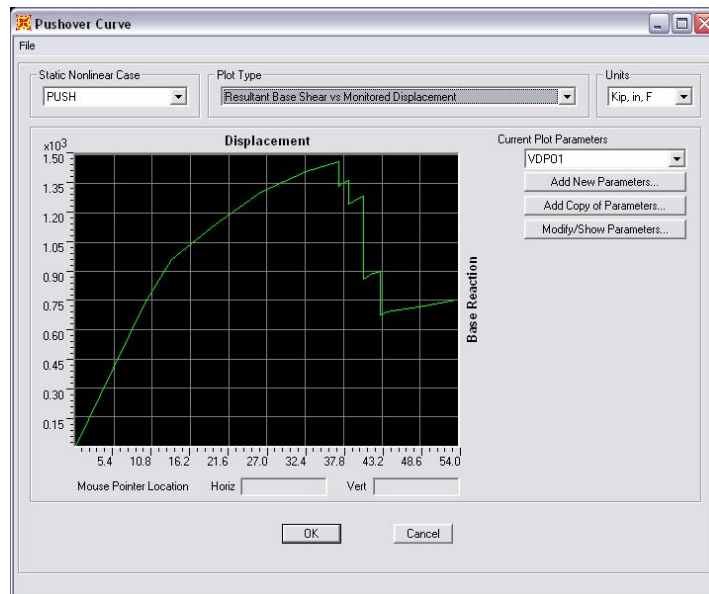 Pushover Curve
File
Static Nonlinear Case
PUSH
Plot Type
Resultant Base Shear vs Monitored Displacement
Units
Kip, in, F
Displacement
x10³
1.50
1.35
1.20
1.05
0.90
0.75
0.60
0.45
0.30
0.15
5.4 10.8 16.2 21.6 27.0 32.4 37.8 43.2 48.6 54.0
Base Reaction
Current Plot Parameters
VDPO1
Add New Parameters...
Add Copy of Parameters...
Modify/Show Parameters...
Mouse Pointer Location Horiz Vert
OK Cancel